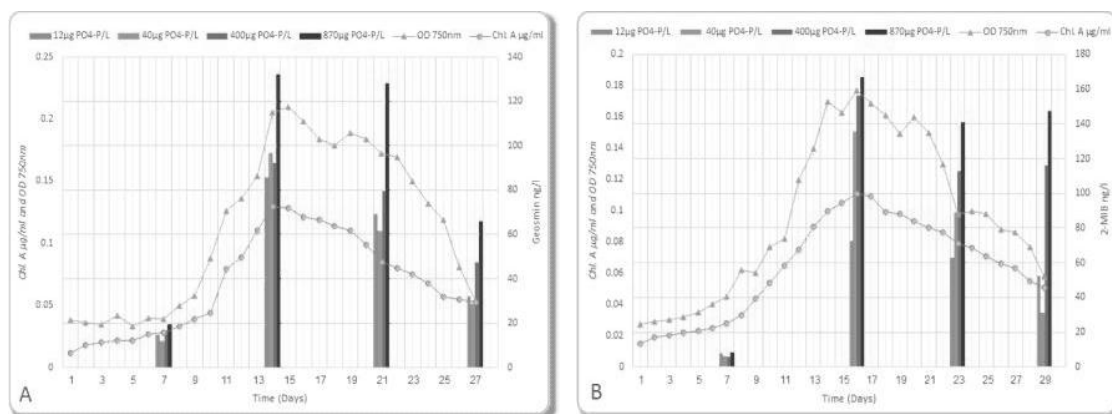 12µg PO4-P/L 40µg PO4-P/L 400µg PO4-P/L 870µg PO4-P/L OD 750nm Chl. A µg/ml
0.25
0.2
0.15
0.1
0.05
0
Chl. A µg/ml and OD 750nm
140
120
100
80
60
40
20
0
Geosmin ng/l
1 3 5 7 9 11 13 15 17 19 21 23 25 27
Time (Days)
A
12µg PO4-P/L 40µg PO4-P/L 400µg PO4-P/L 870µg PO4-P/L OD 750nm Chl. A µg/ml
0.2
0.18
0.16
0.14
0.12
0.1
0.08
0.06
0.04
0.02
0
Chl. A µg/ml and OD 750nm
180
160
140
120
100
80
60
40
20
0
2-MIB ng/l
1 3 5 7 9 11 13 15 17 19 21 23 25 27 29
Time (Days)
B